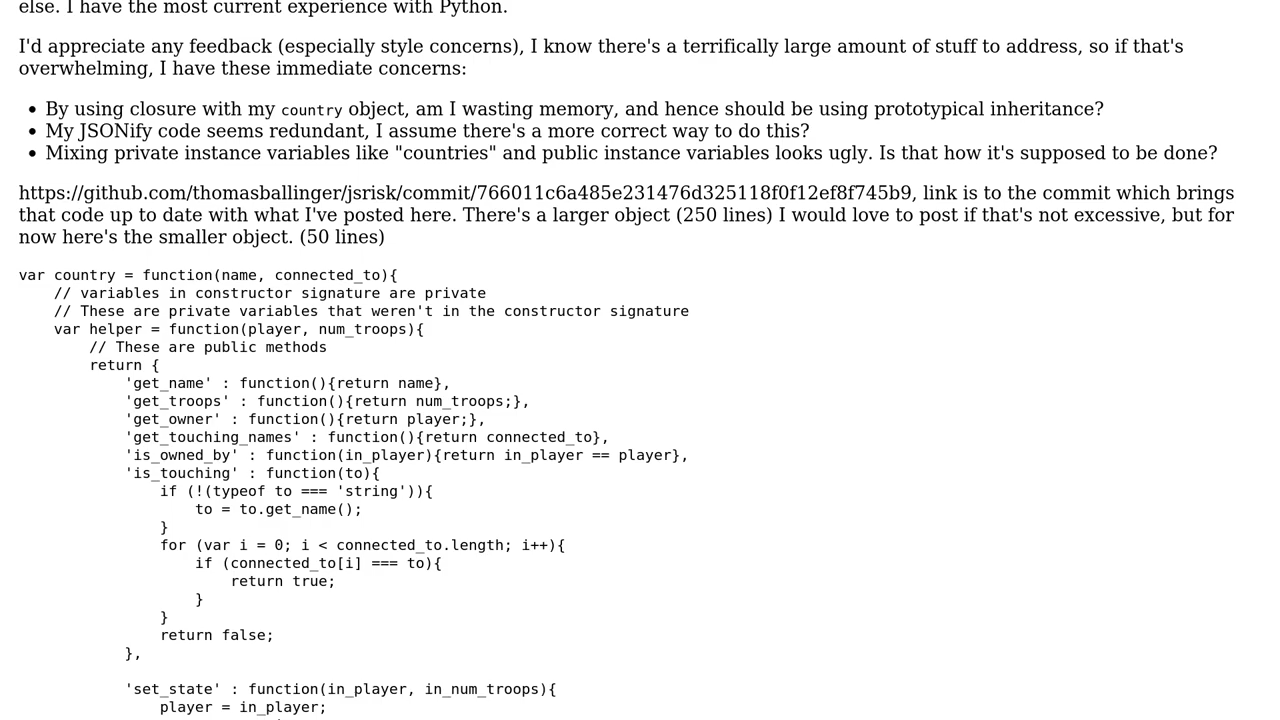 else. I have the most current experience with Python.
I'd appreciate any feedback (especially style concerns), I know there's a terrifically large amount of stuff to address, so if that's
overwhelming, I have these immediate concerns:
• By using closure with my country object, am I wasting memory, and hence should be using prototypical inheritance?
• My JSONify code seems redundant, I assume there's a more correct way to do this?
• Mixing private instance variables like "countries" and public instance variables looks ugly. Is that how it's supposed to be done?
https://github.com/thomasballinger/jsrisk/commit/766011c6a485e231476d325118f0f12ef8f745b9, link is to the commit which brings
that code up to date with what I've posted here. There's a larger object (250 lines) I would love to post if that's not excessive, but for
now here's the smaller object. (50 lines)
var country = function(name, connected_to){
    // variables in constructor signature are private
    // These are private variables that weren't in the constructor signature
    var helper = function(player, num_troops){
        // These are public methods
        return {
            'get_name' : function(){return name},
            'get_troops' : function(){return num_troops;},
            'get_owner' : function(){return player;},
            'get_touching_names' : function(){return connected_to},
            'is_owned_by' : function(in_player){return in_player == player},
            'is_touching' : function(to){
                if (!(typeof to === 'string')){
                    to = to.get_name();
                }
                for (var i = 0; i < connected_to.length; i++){
                    if (connected_to[i] === to){
                        return true;
                    }
                }
                return false;
            },
            'set_state' : function(in_player, in_num_troops){
                player = in_player;